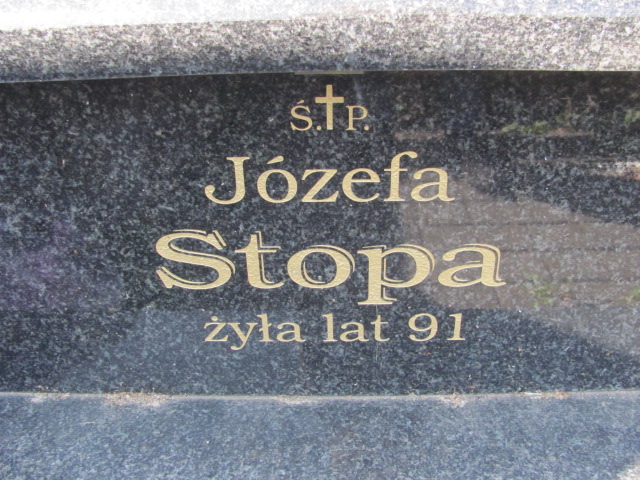 Ś.†P.
Józefa
Stopa
żyła lat 91